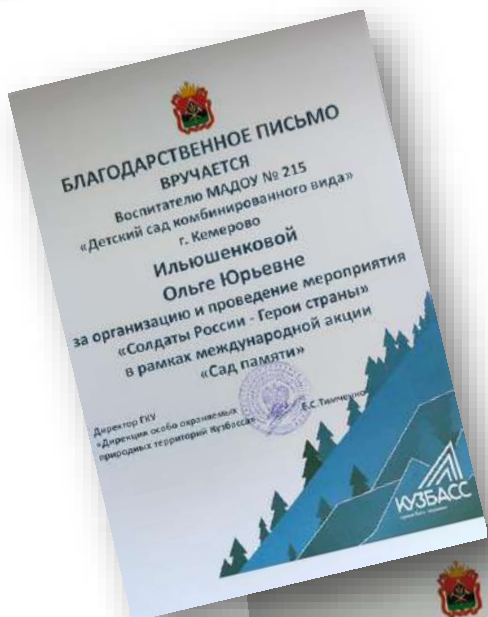 БЛАГОДАРСТВЕННОЕ ПИСЬМО
ВРУЧАЕТСЯ
Воспитателю МАДОУ № 215
«Детский сад комбинированного вида»
г. Кемерово
Ильюшенковой
Ольге Юрьевне
за организацию и проведение мероприятия
«Солдаты России - Герои страны»
в рамках международной акции
«Сад памяти»
Директор ГКУ
«Дирекция особо охраняемых
природных территорий Кузбасса»
Е.С.Тимченко
КУЗБАСС